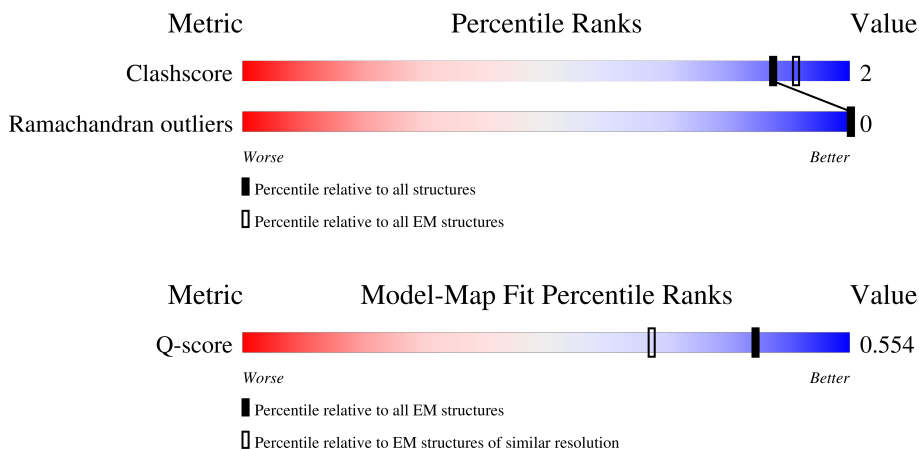 Metric Percentile Ranks Value
Clashscore 2
Ramachandran outliers 0
Worse Better
Percentile relative to all structures
Percentile relative to all EM structures
Metric Model-Map Fit Percentile Ranks Value
Q-score 0.554
Worse Better
Percentile relative to all EM structures
Percentile relative to EM structures of similar resolution